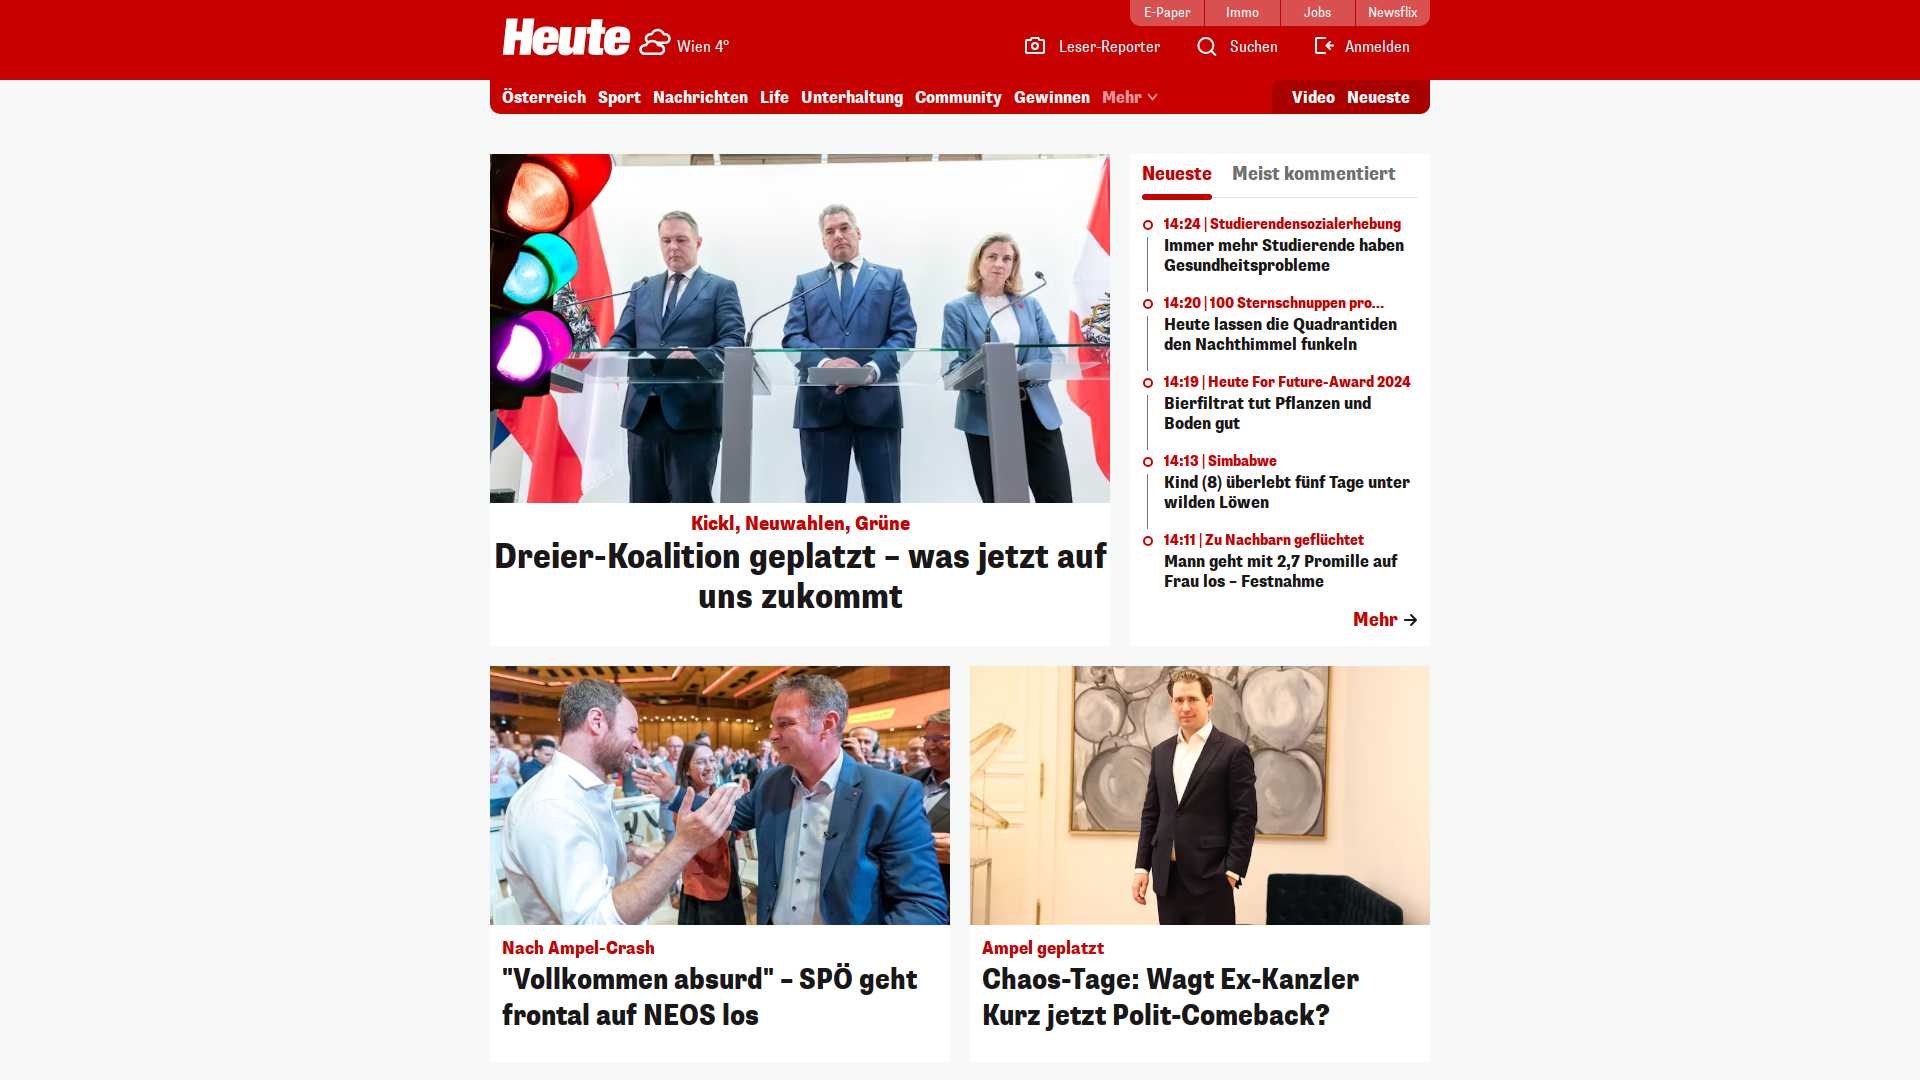 E-Paper
Immo
Jobs
Newsflix
Heute
Wien 4°
Leser-Reporter
Suchen
Anmelden
Österreich
Sport
Nachrichten
Life
Unterhaltung
Community
Gewinnen
Mehr
Video
Neueste
Kickl, Neuwahlen, Grüne
Dreier-Koalition geplatzt – was jetzt auf
uns zukommt
Neueste
Meist kommentiert
14:24 | Studierendensozialerhebung
Immer mehr Studierende haben
Gesundheitsprobleme
14:20 | 100 Sternschnuppen pro...
Heute lassen die Quadrantiden
den Nachthimmel funkeln
14:19 | Heute For Future-Award 2024
Bierfiltrat tut Pflanzen und
Boden gut
14:13 | Simbabwe
Kind (8) überlebt fünf Tage unter
wilden Löwen
14:11 | Zu Nachbarn geflüchtet
Mann geht mit 2,7 Promille auf
Frau los – Festnahme
Mehr
Nach Ampel-Crash
"Vollkommen absurd" – SPÖ geht
frontal auf NEOS los
Ampel geplatzt
Chaos-Tage: Wagt Ex-Kanzler
Kurz jetzt Polit-Comeback?